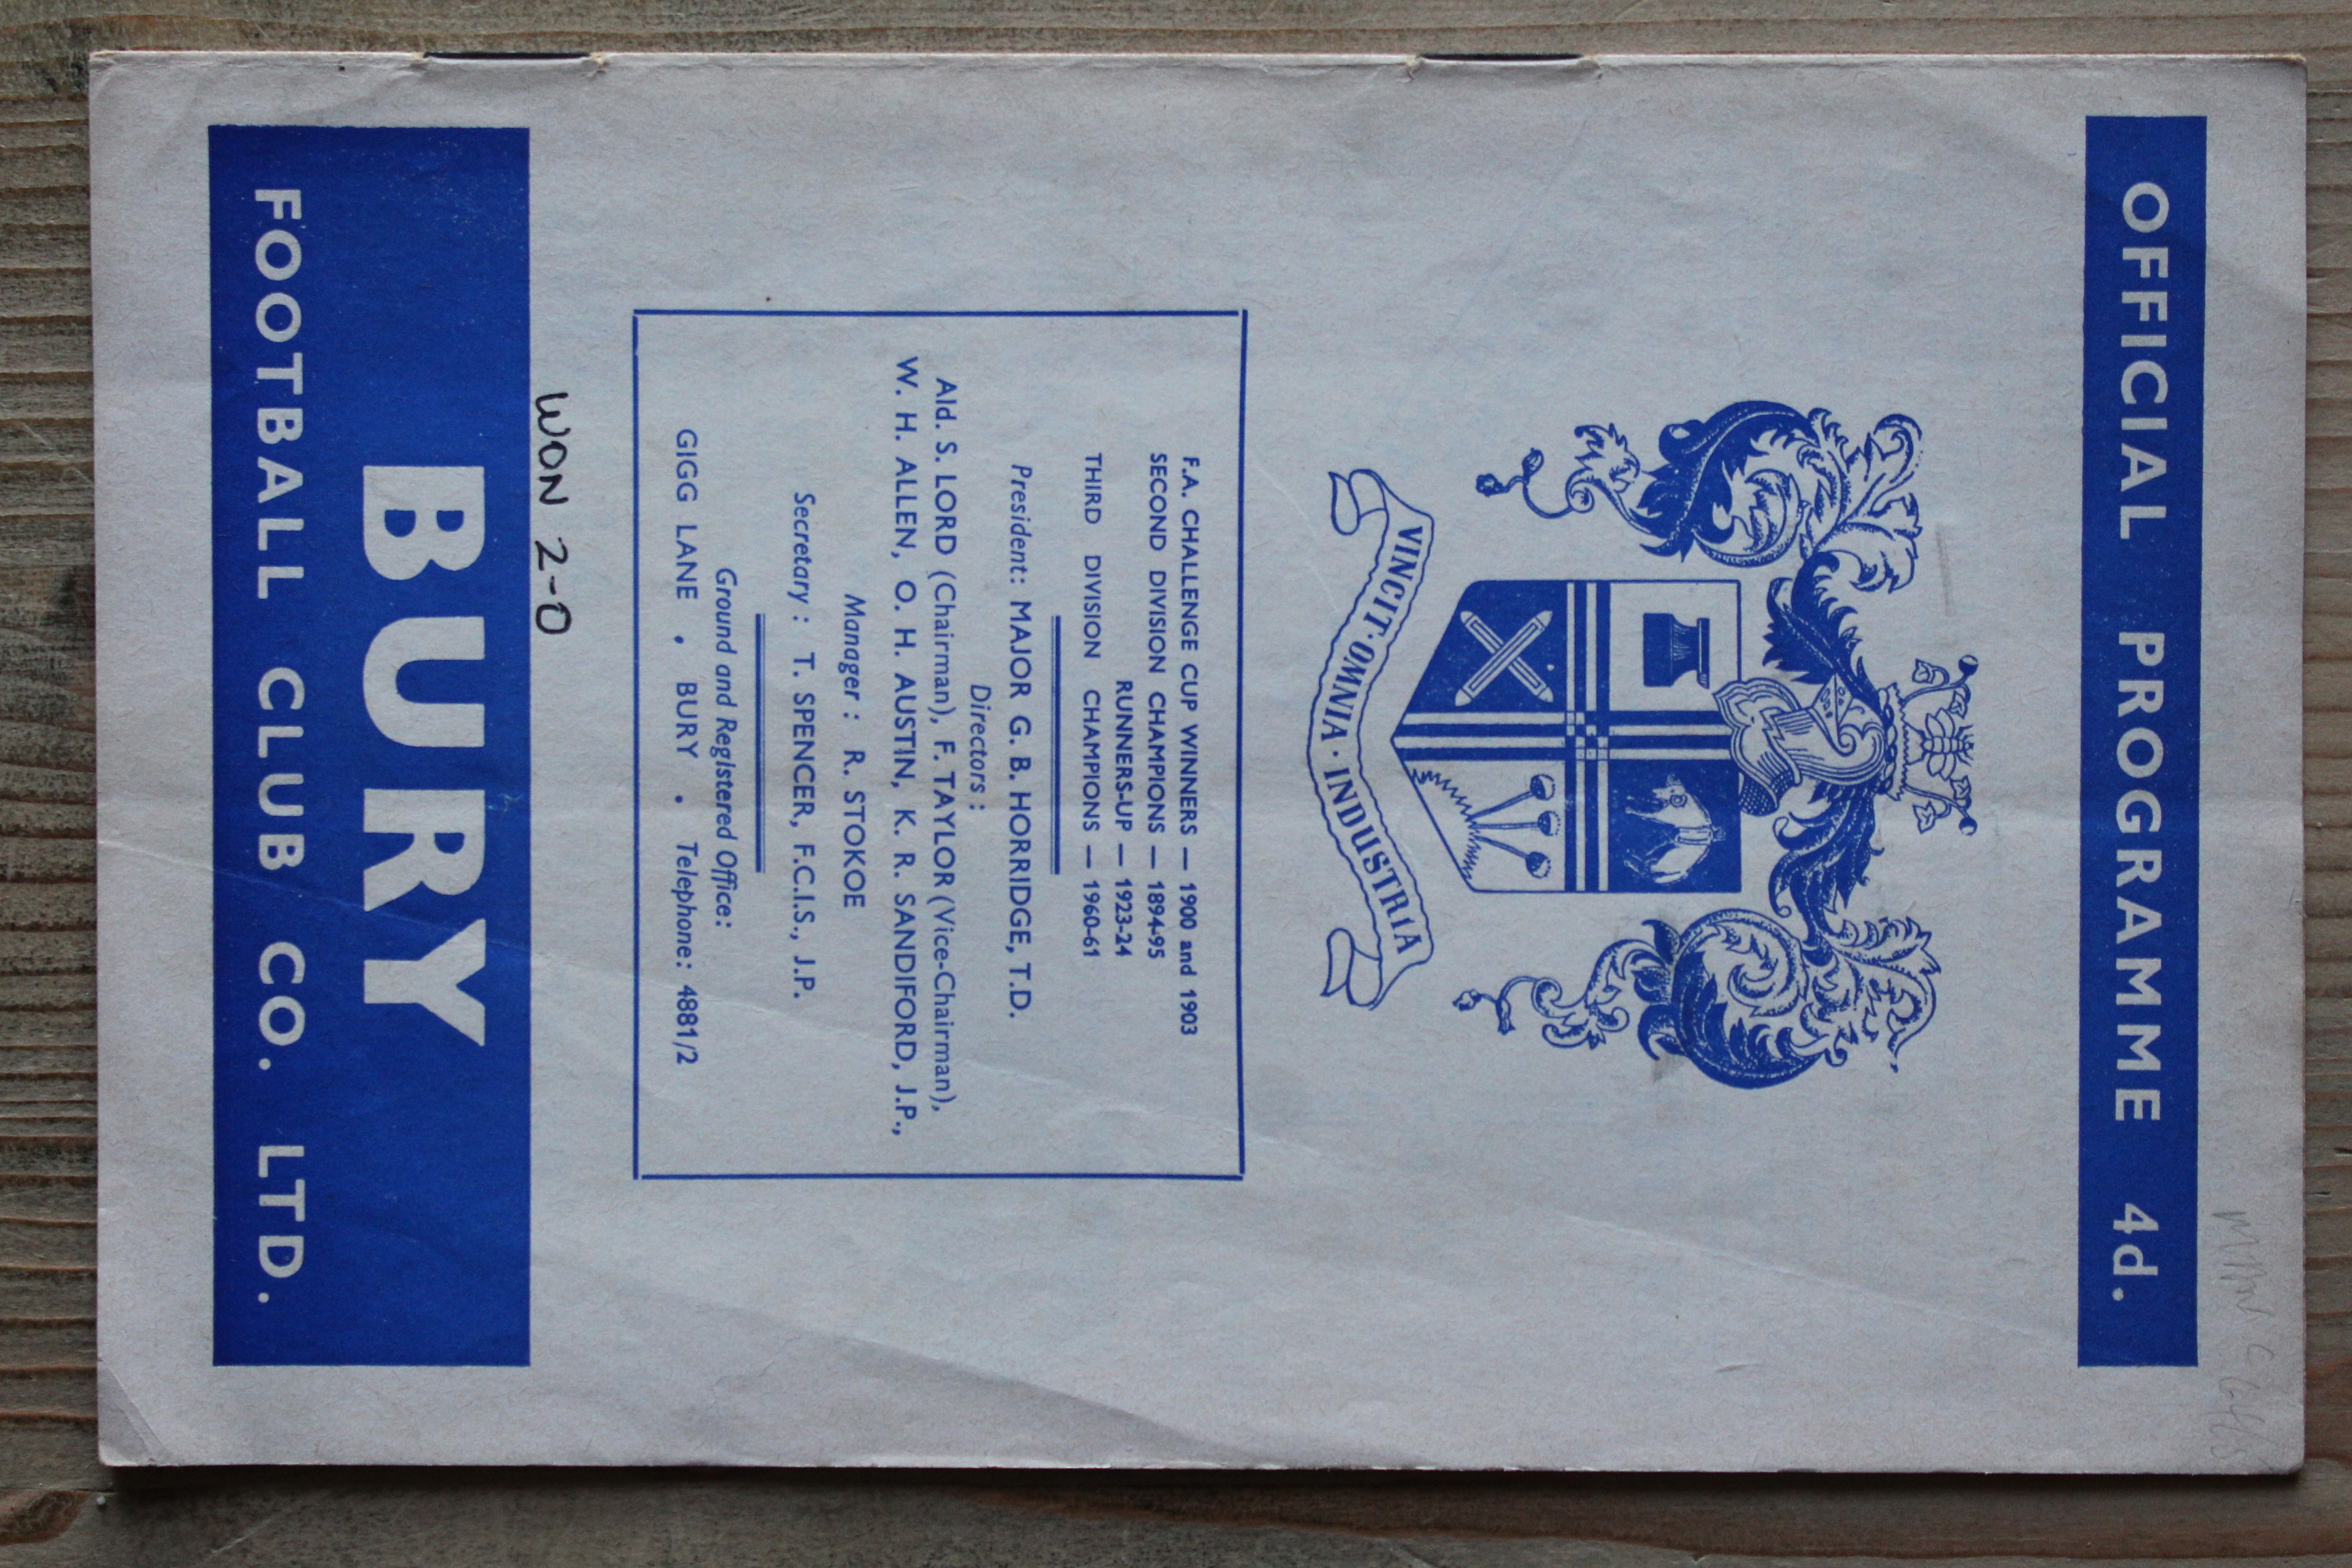 OFFICIAL PROGRAMME 4d.
VINCIT · OMNIA · INDUSTRIA
F.A. CHALLENGE CUP WINNERS — 1900 and 1903
SECOND DIVISION CHAMPIONS — 1894-95
RUNNERS-UP — 1923-24
THIRD DIVISION CHAMPIONS — 1960-61
President: MAJOR G. B. HORRIDGE, T.D.
Directors :
Ald. S. LORD (Chairman), F. TAYLOR (Vice-Chairman),
W. H. ALLEN, O. H. AUSTIN, K. R. SANDIFORD, J.P.,
Manager : R. STOKOE
Secretary : T. SPENCER, F.C.I.S., J.P.
Ground and Registered Office:
GIGG LANE . BURY . Telephone: 4881/2
WON 2-0
BURY
FOOTBALL CLUB CO. LTD.